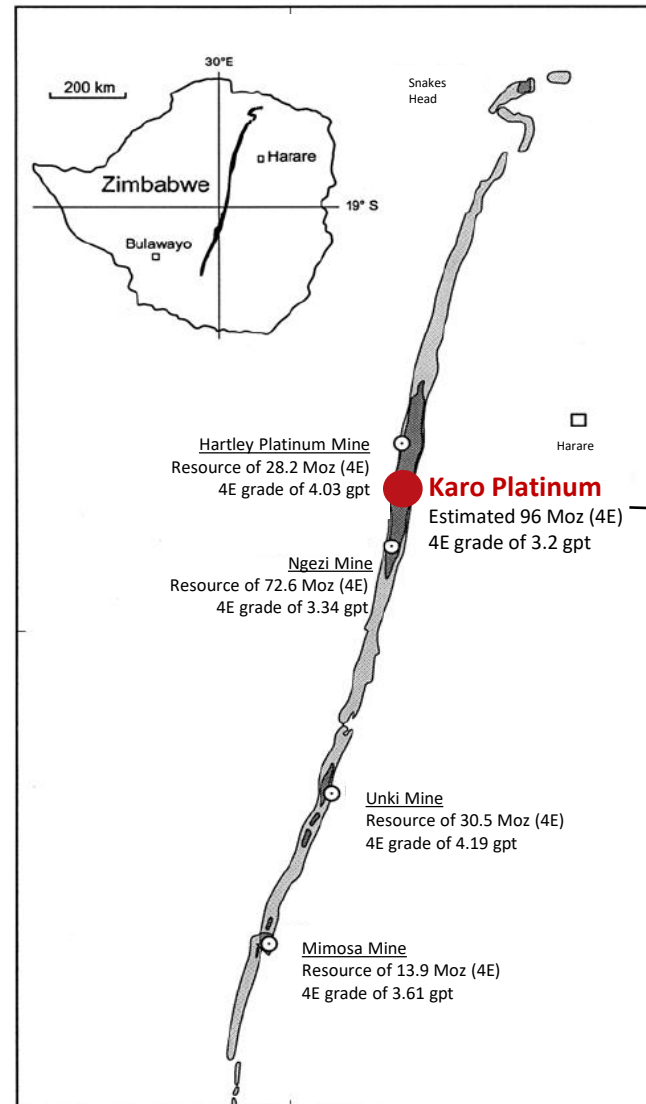 30°E
200 km
Snakes
Head
Harare
Zimbabwe
19° S
Bulawayo
Hartley Platinum Mine
Resource of 28.2 Moz (4E)
4E grade of 4.03 gpt
Harare
Karo Platinum
Estimated 96 Moz (4E)
4E grade of 3.2 gpt
Ngezi Mine
Resource of 72.6 Moz (4E)
4E grade of 3.34 gpt
Unki Mine
Resource of 30.5 Moz (4E)
4E grade of 4.19 gpt
Mimosa Mine
Resource of 13.9 Moz (4E)
4E grade of 3.61 gpt